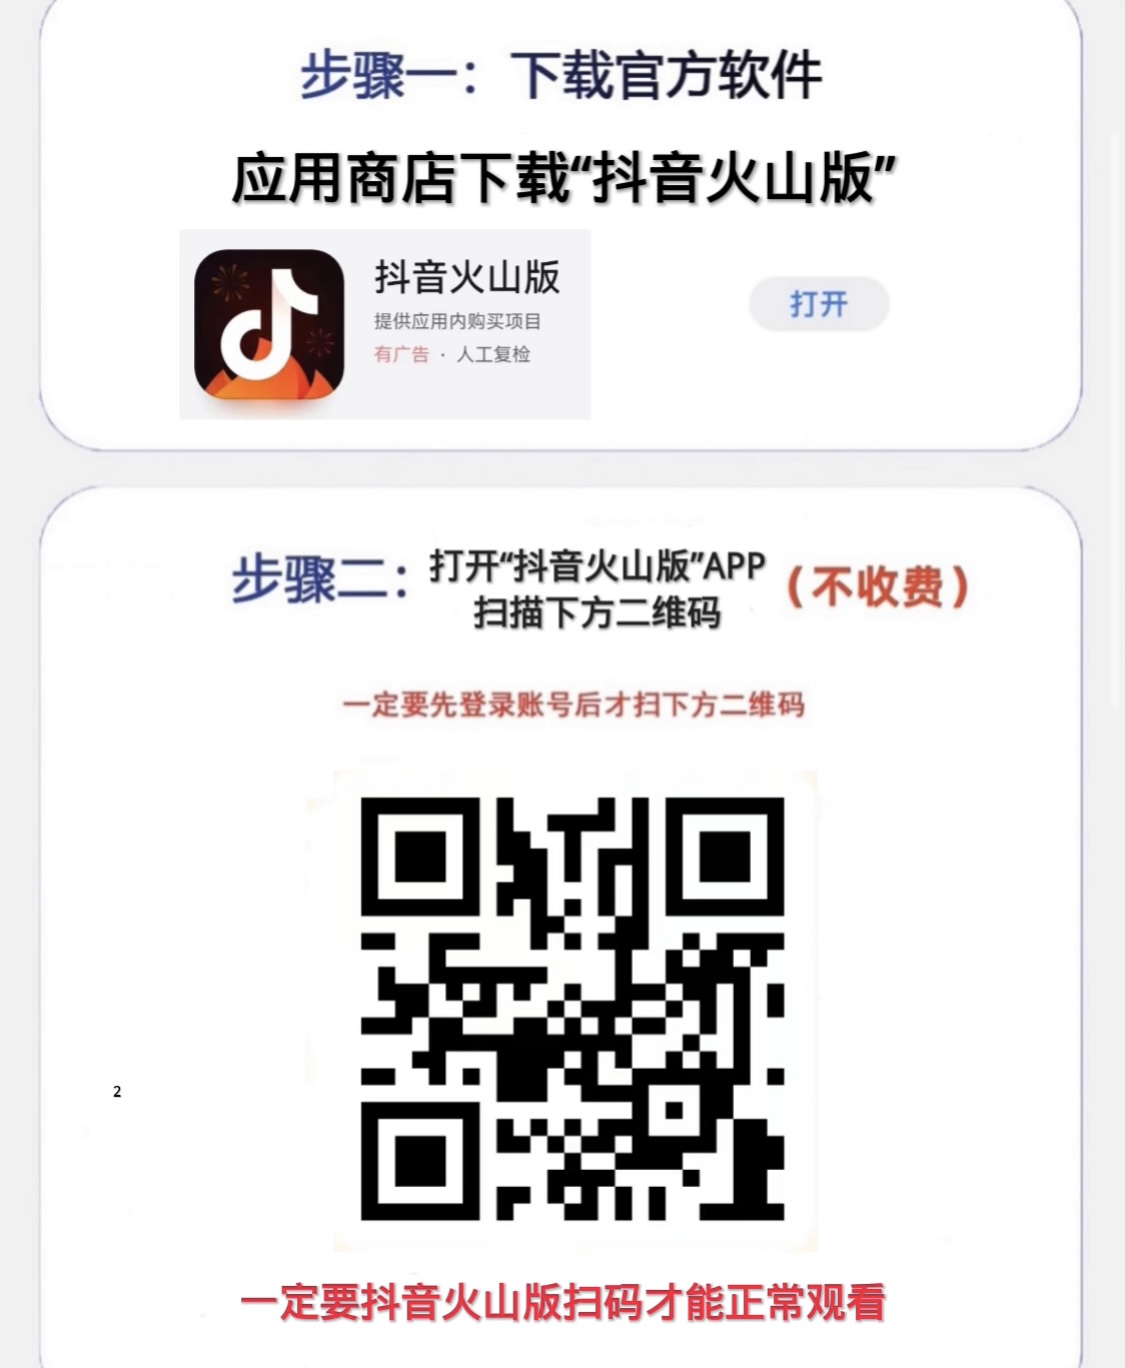 步骤一：下载官方软件
应用商店下载“抖音火山版”
抖音火山版
提供应用内购买项目
有广告 · 人工复检
打开
步骤二：打开“抖音火山版”APP
扫描下方二维码
（不收费）
一定要先登录账号后才扫下方二维码
2
一定要抖音火山版扫码才能正常观看